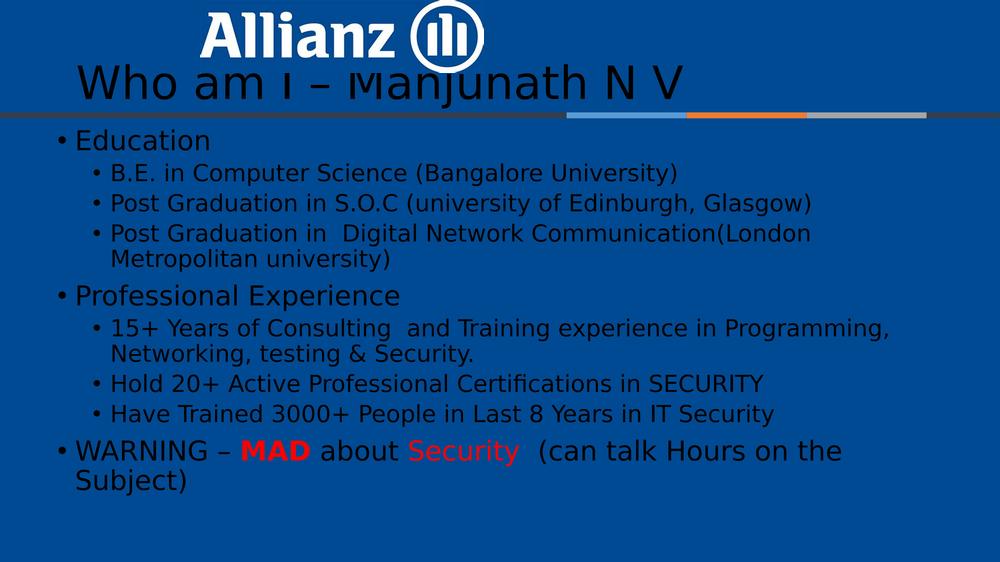 Allianz
Who am I – Manjunath N V
• Education
• B.E. in Computer Science (Bangalore University)
• Post Graduation in S.O.C (university of Edinburgh, Glasgow)
• Post Graduation in  Digital Network Communication(London
Metropolitan university)
• Professional Experience
• 15+ Years of Consulting  and Training experience in Programming,
Networking, testing & Security.
• Hold 20+ Active Professional Certifications in SECURITY
• Have Trained 3000+ People in Last 8 Years in IT Security
• WARNING – MAD about Security  (can talk Hours on the
Subject)